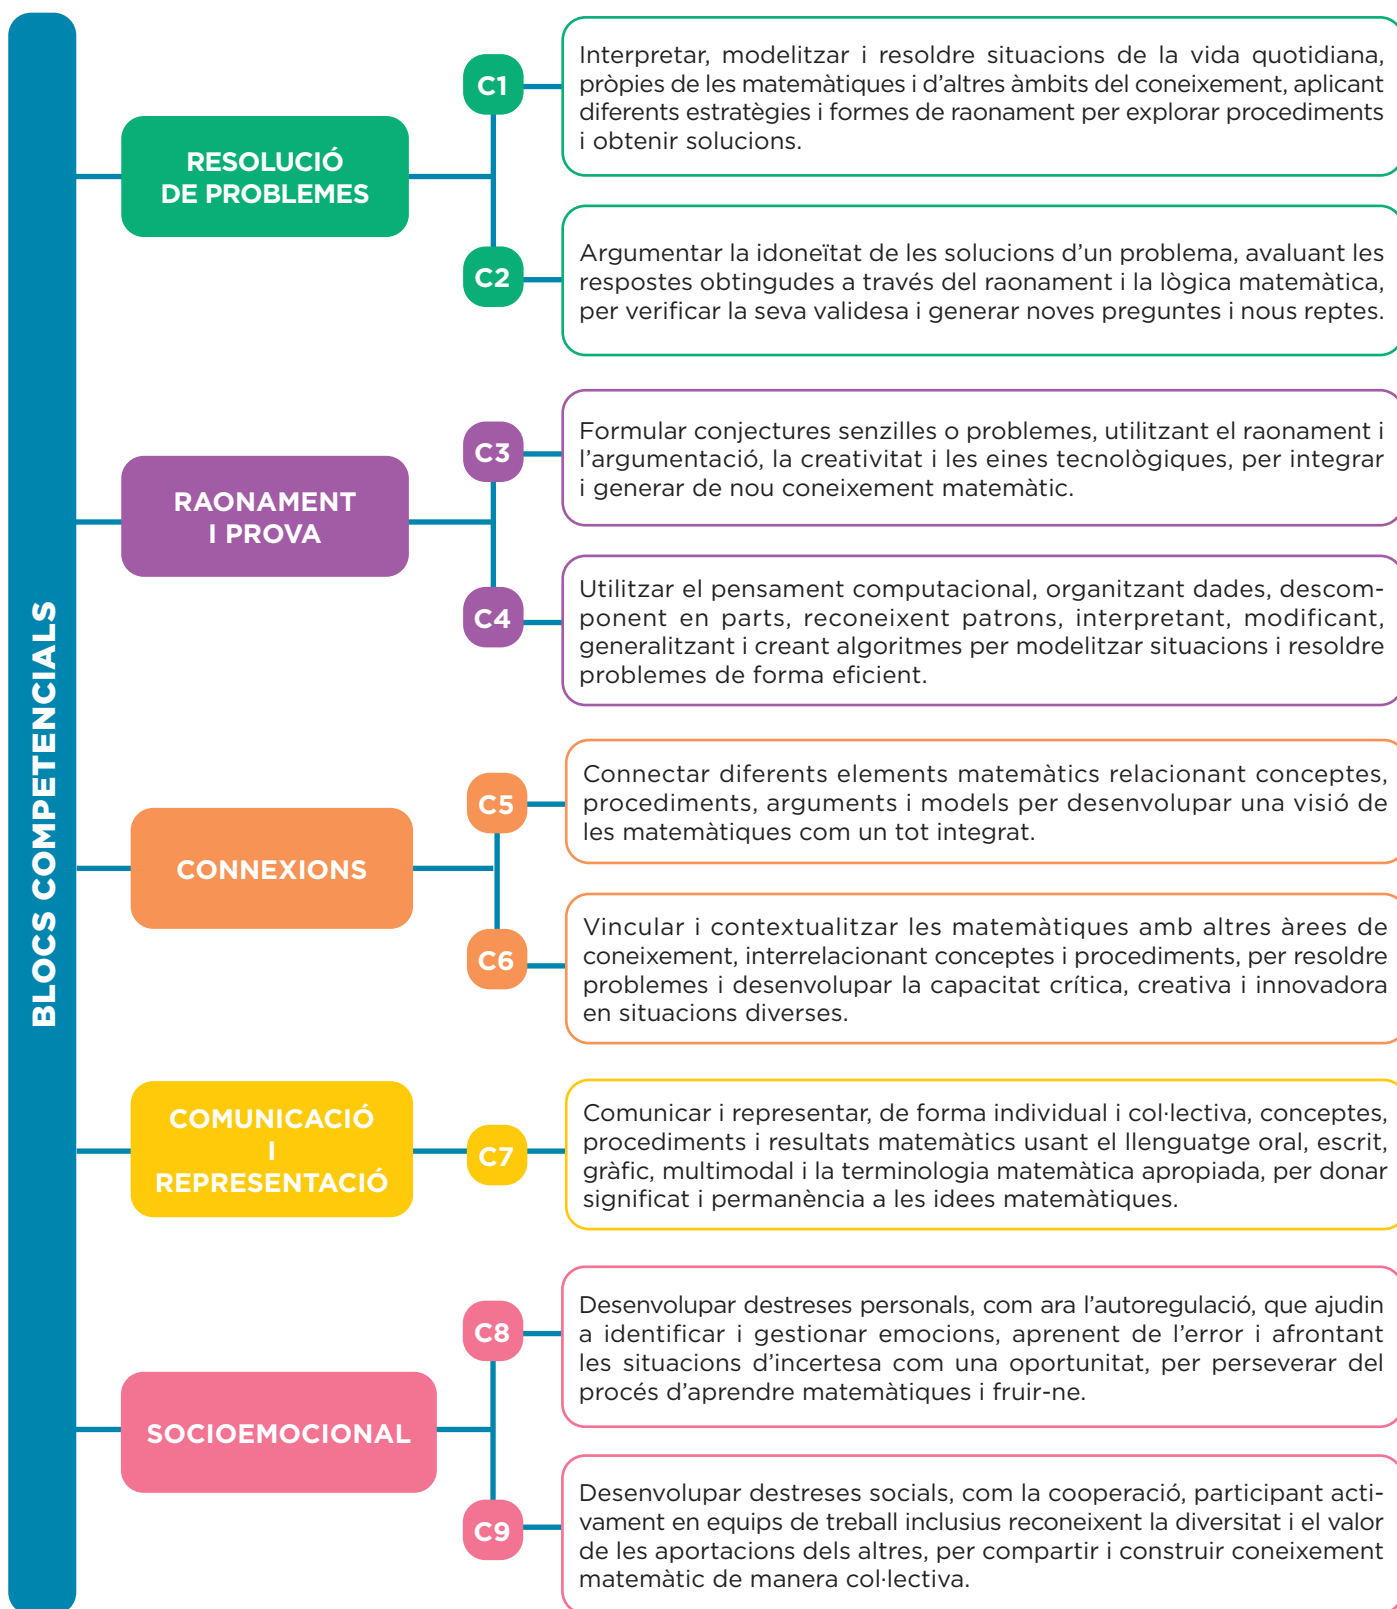 BLOCS COMPETENCIALS
RESOLUCIÓ
DE PROBLEMES
C1
Interpretar, modelitzar i resoldre situacions de la vida quotidiana,
pròpies de les matemàtiques i d’altres àmbits del coneixement, aplicant
diferents estratègies i formes de raonament per explorar procediments
i obtenir solucions.
C2
Argumentar la idoneïtat de les solucions d’un problema, avaluant les
respostes obtingudes a través del raonament i la lògica matemàtica,
per verificar la seva validesa i generar noves preguntes i nous reptes.
RAONAMENT
I PROVA
C3
Formular conjectures senzilles o problemes, utilitzant el raonament i
l’argumentació, la creativitat i les eines tecnològiques, per integrar
i generar de nou coneixement matemàtic.
C4
Utilitzar el pensament computacional, organitzant dades, descom-
ponent en parts, reconeixent patrons, interpretant, modificant,
generalitzant i creant algoritmes per modelitzar situacions i resoldre
problemes de forma eficient.
CONNEXIONS
C5
Connectar diferents elements matemàtics relacionant conceptes,
procediments, arguments i models per desenvolupar una visió de
les matemàtiques com un tot integrat.
C6
Vincular i contextualitzar les matemàtiques amb altres àrees de
coneixement, interrelacionant conceptes i procediments, per resoldre
problemes i desenvolupar la capacitat crítica, creativa i innovadora
en situacions diverses.
COMUNICACIÓ
I
REPRESENTACIÓ
C7
Comunicar i representar, de forma individual i col·lectiva, conceptes,
procediments i resultats matemàtics usant el llenguatge oral, escrit,
gràfic, multimodal i la terminologia matemàtica apropiada, per donar
significat i permanència a les idees matemàtiques.
SOCIOEMOCIONAL
C8
Desenvolupar destreses personals, com ara l’autoregulació, que ajudin
a identificar i gestionar emocions, aprenent de l’error i afrontant
les situacions d’incertesa com una oportunitat, per perseverar del
procés d’aprendre matemàtiques i fruir-ne.
C9
Desenvolupar destreses socials, com la cooperació, participant acti-
vament en equips de treball inclusius reconeixent la diversitat i el valor
de les aportacions dels altres, per compartir i construir coneixement
matemàtic de manera col·lectiva.